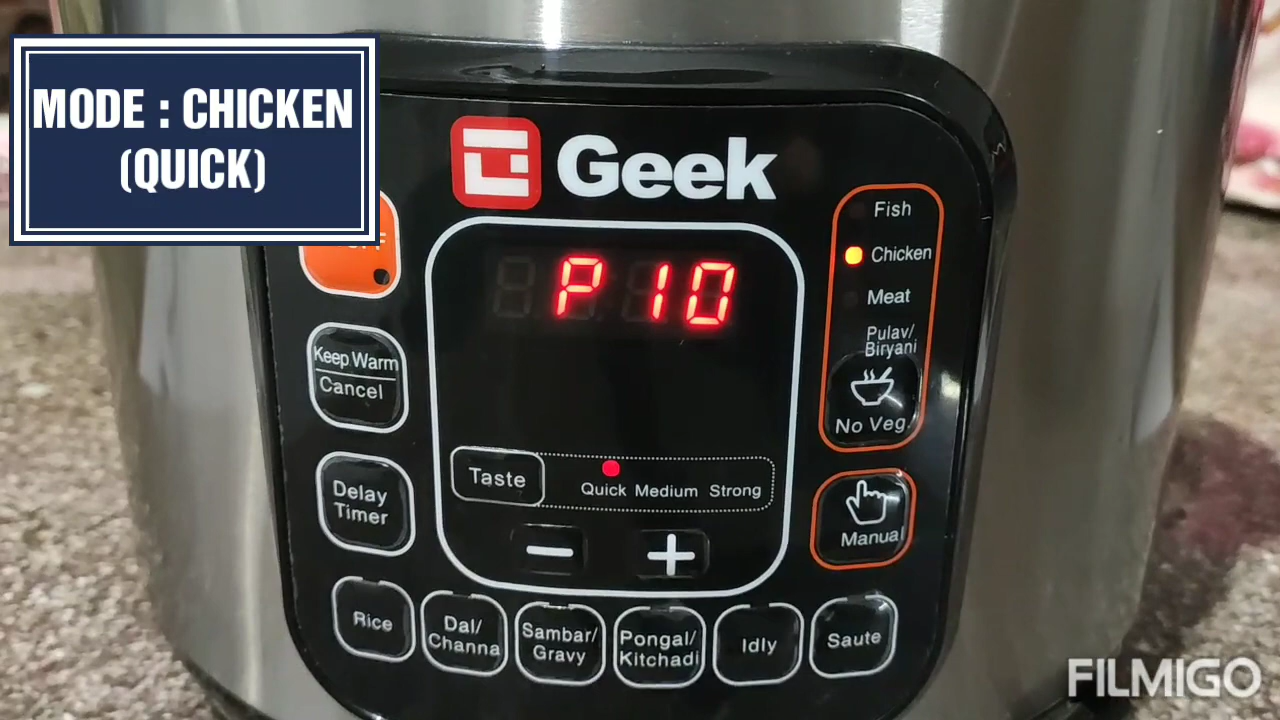 MODE : CHICKEN
(QUICK)
Geek
P10
Fish
Chicken
Meat
Pulav/
Biryani
No Veg.
Keep Warm
Cancel
Delay
Timer
Taste
Quick Medium Strong
− +
Manual
Rice
Dal/
Channa
Sambar/
Gravy
Pongal/
Kitchadi
Idly
Saute
FILMIGO